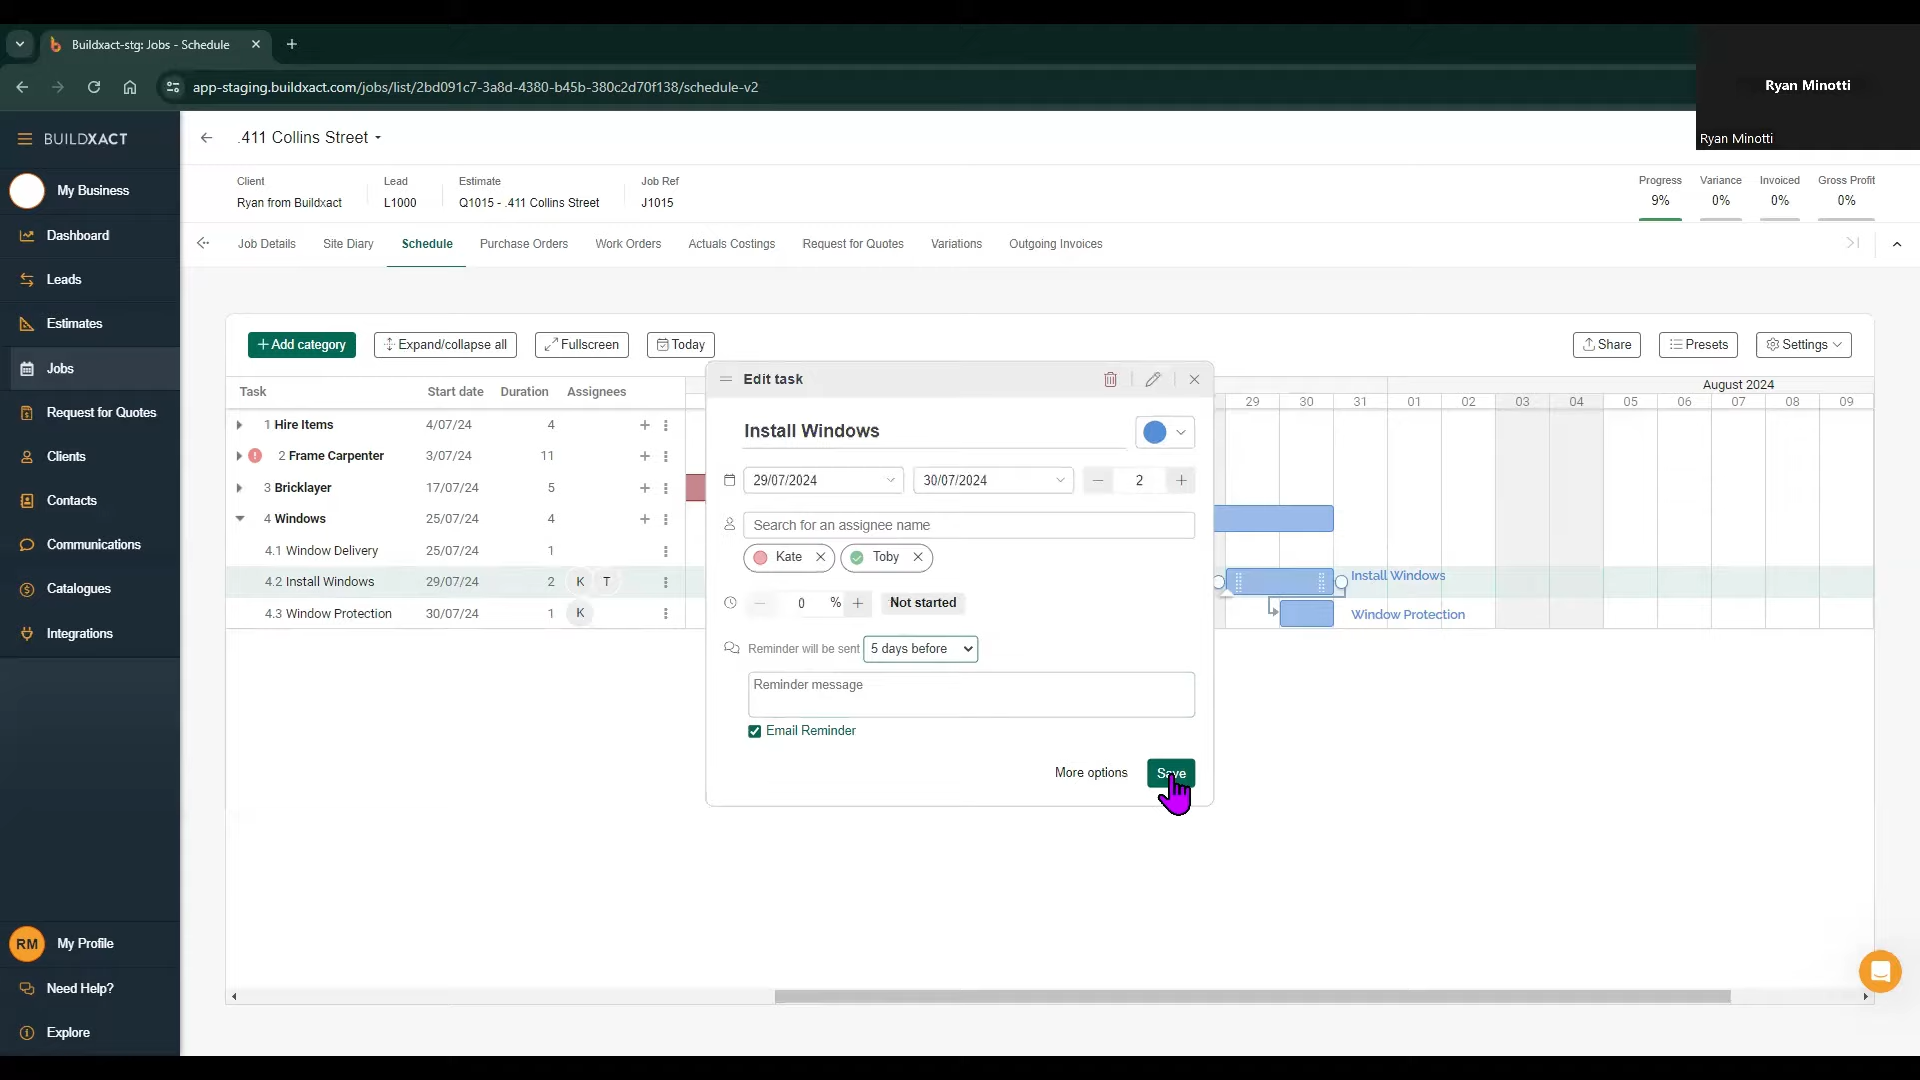 Buildxact-stg: Jobs - Schedule
app-staging.buildxact.com/jobs/list/2bd091c7-3a8d-4380-b45b-380c2d70f138/schedule-v2
Ryan Minotti
Ryan Minotti
BUILDXACT
My Business
Dashboard
Leads
Estimates
Jobs
Request for Quotes
Clients
Contacts
Communications
Catalogues
Integrations
RM My Profile
Need Help?
Explore
.411 Collins Street
Client Lead Estimate Job Ref
Ryan from Buildxact L1000 Q1015 - .411 Collins Street J1015
Progress Variance Invoiced Gross Profit
9% 0% 0% 0%
Job Details Site Diary Schedule Purchase Orders Work Orders Actuals Costings Request for Quotes Variations Outgoing Invoices
+ Add category Expand/collapse all Fullscreen Today Share Presets Settings
Task Start date Duration Assignees
1 Hire Items 4/07/24 4
2 Frame Carpenter 3/07/24 11
3 Bricklayer 17/07/24 5
4 Windows 25/07/24 4
4.1 Window Delivery 25/07/24 1
4.2 Install Windows 29/07/24 2 K T
4.3 Window Protection 30/07/24 1 K
August 2024
29 30 31 01 02 03 04 05 06 07 08 09
Install Windows
Window Protection
Edit task
Install Windows
29/07/2024 30/07/2024 2
Search for an assignee name
Kate Toby
0 % Not started
Reminder will be sent 5 days before
Reminder message
Email Reminder
More options Save